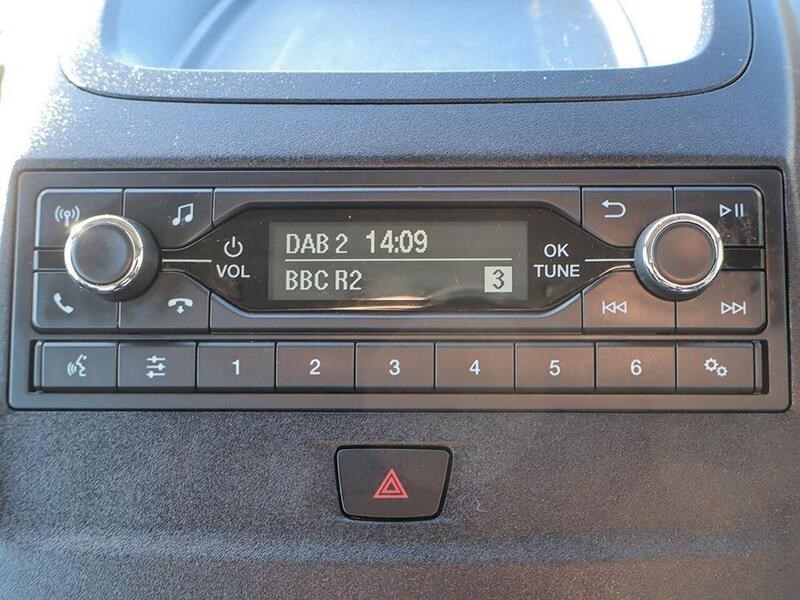 DAB 2 14:09
BBC R2 3
VOL
OK
TUNE
1 2 3 4 5 6